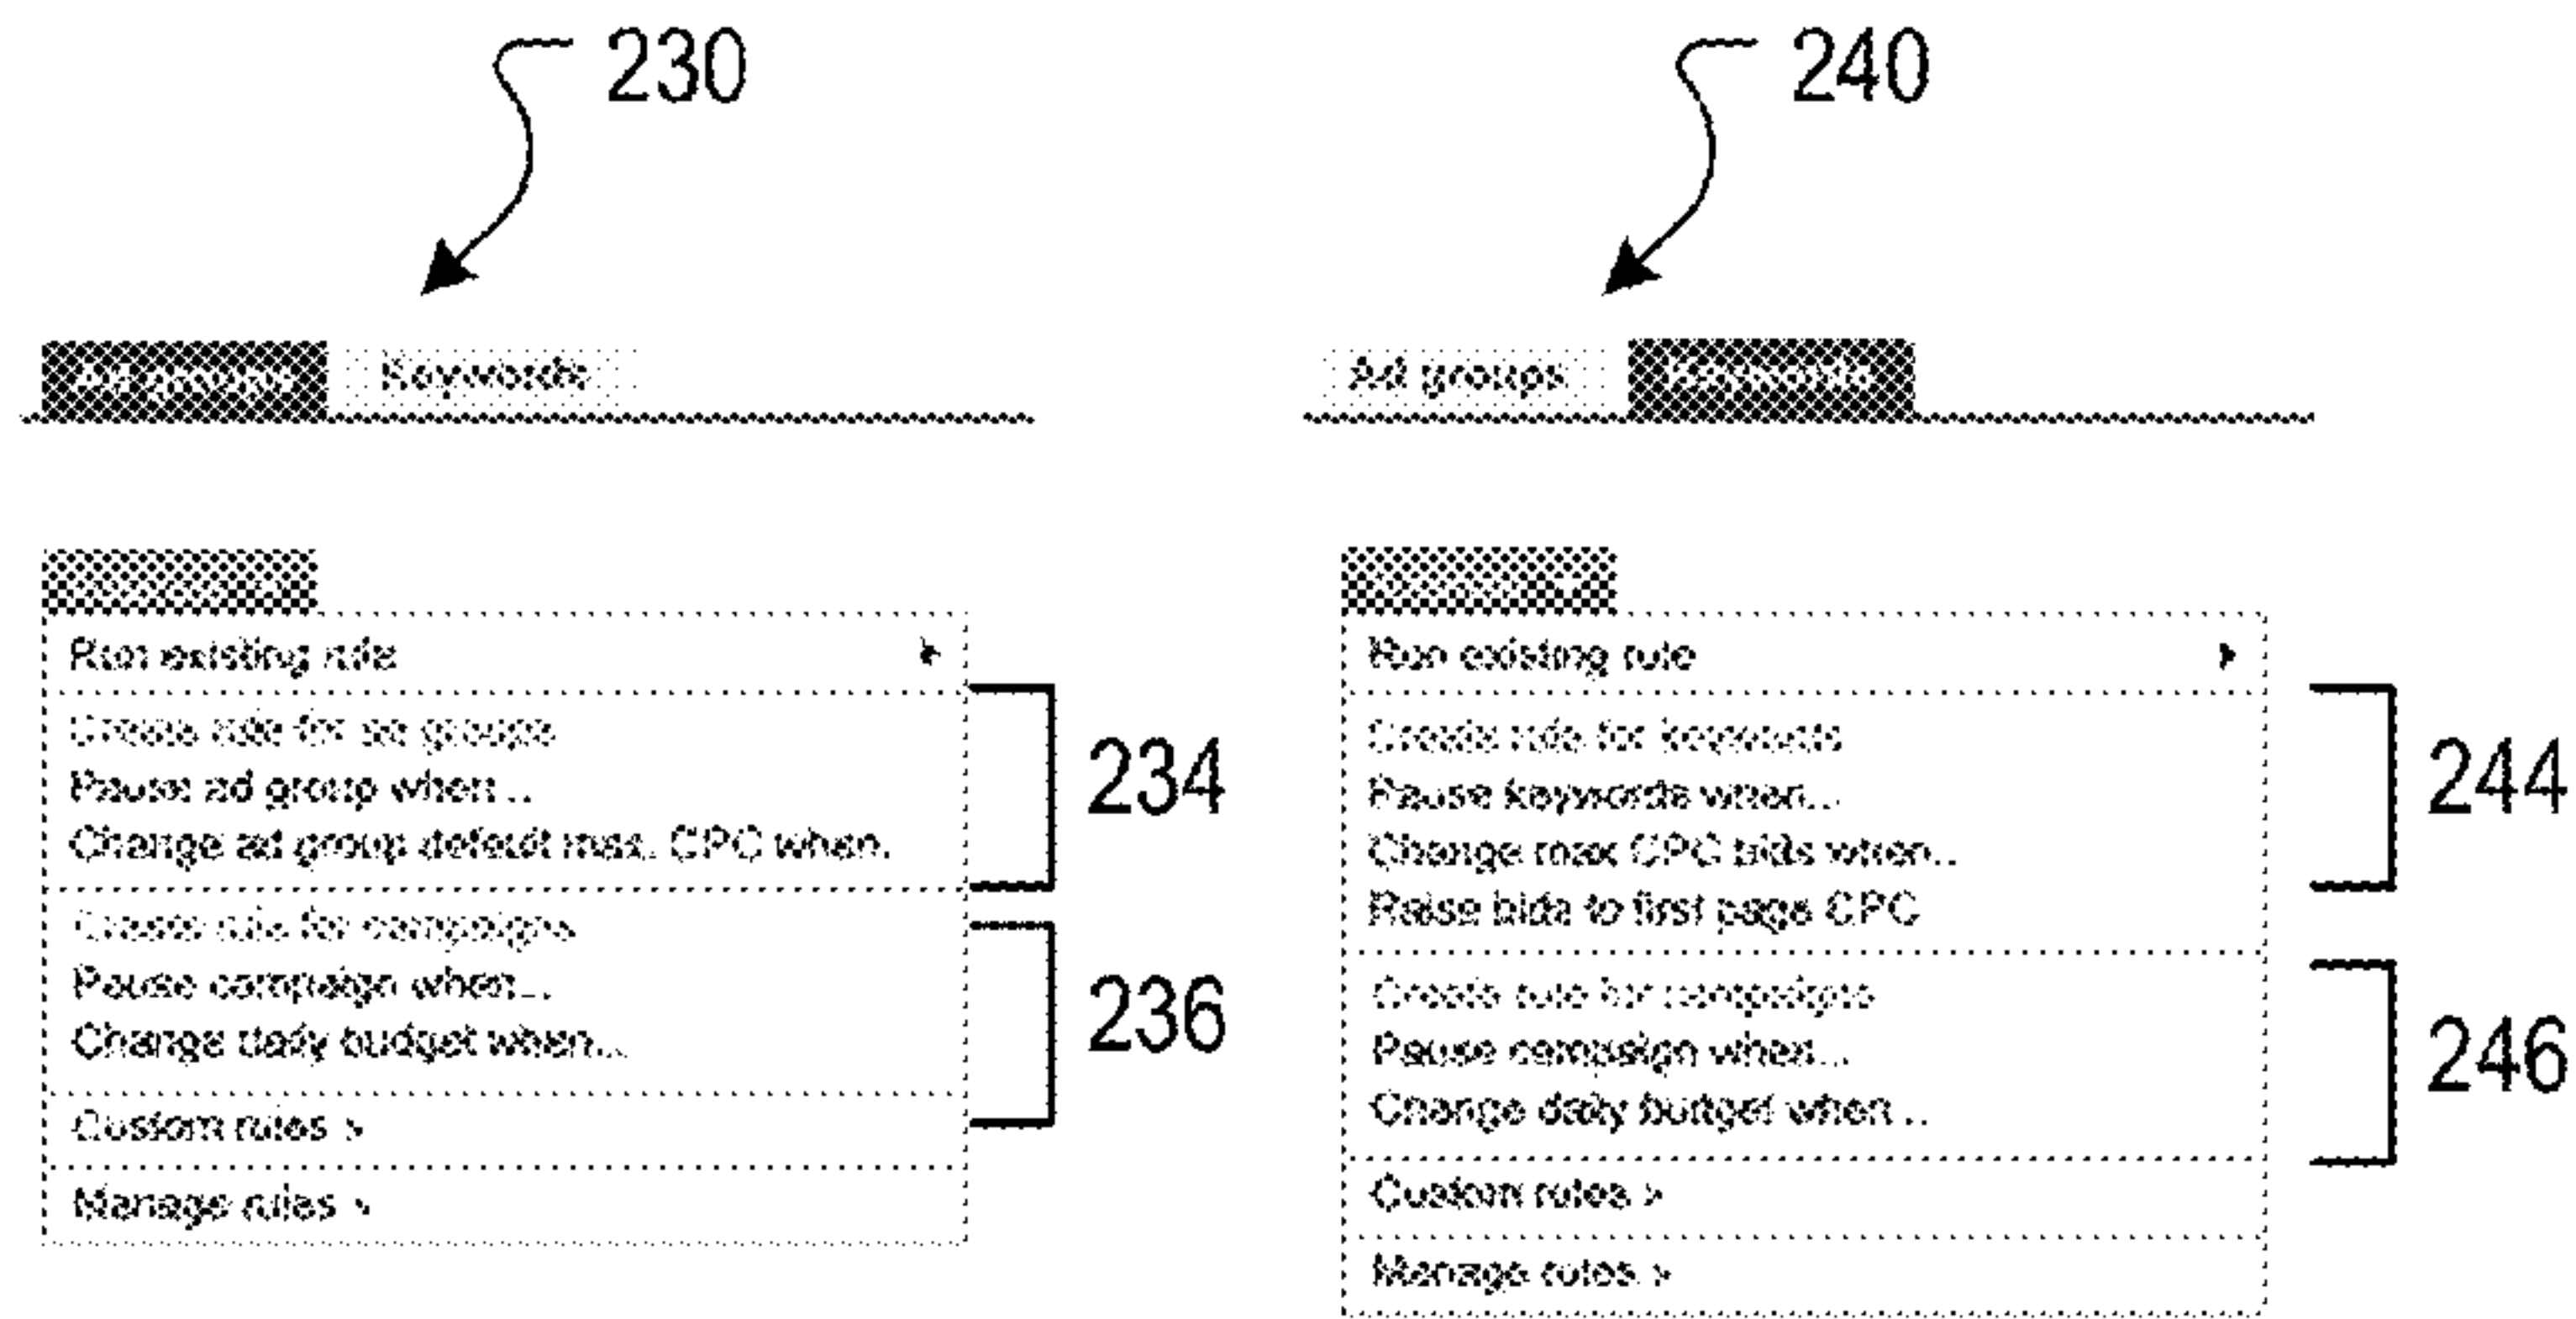 230
Ad groups Keywords
Run existing rule
Create rule for ad groups
Pause ad group when...
Change ad group default max. CPC when.
234
Create rule for campaigns
Pause campaign when...
Change daily budget when...
236
Custom rules »
Manage rules »
240
Ad groups Keywords
Run existing rule
Create rule for keywords
Pause keywords when...
Change max CPC bids when...
Raise bids to first page CPC
244
Create rule for campaigns
Pause campaign when...
Change daily budget when...
246
Custom rules »
Manage rules »